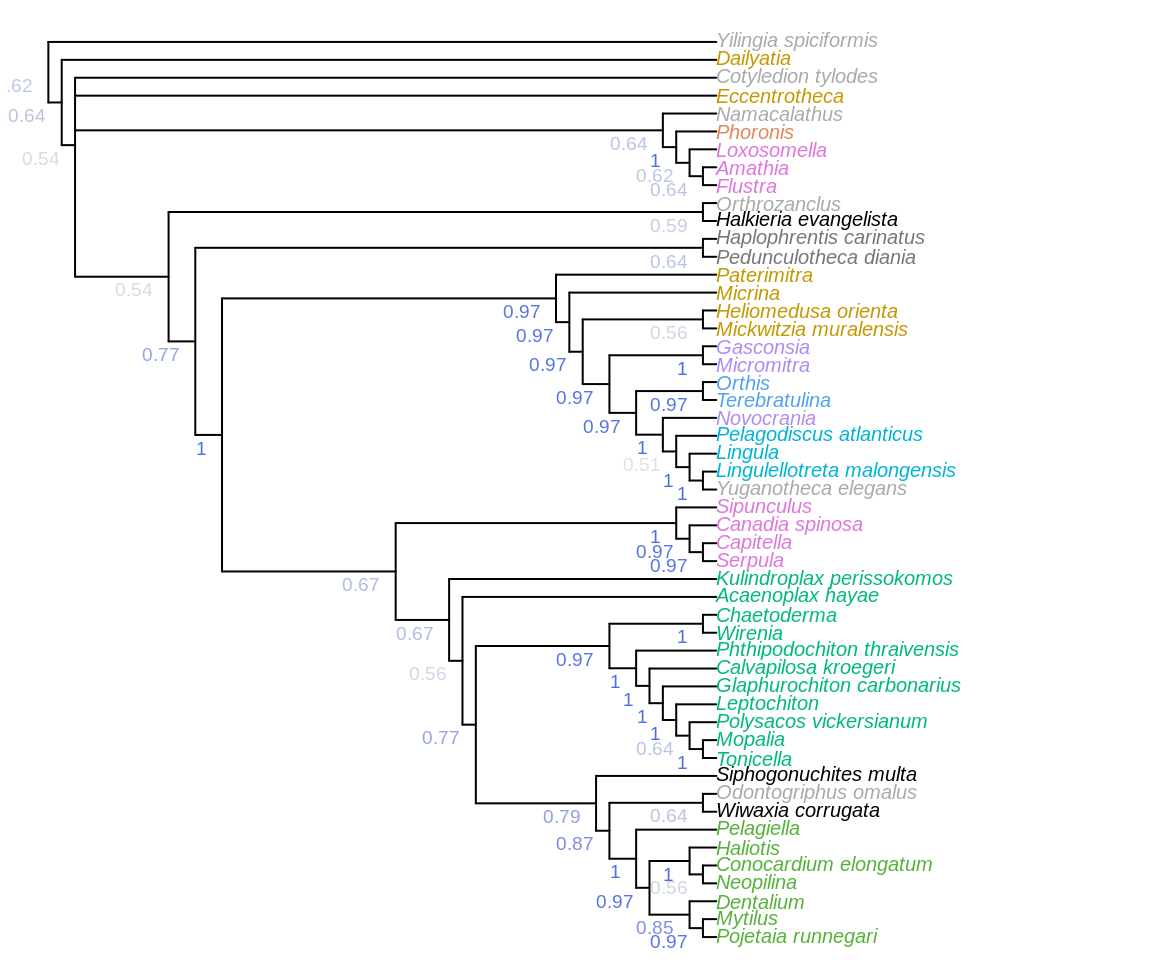 Yilingia spiciformis
Dailyatia
Cotyledion tylodes
.62
Eccentrotheca
0.64
Namacalathus
Phoronis
0.64
Loxosomella
0.54
1
Amathia
0.62
Flustra
0.64
Orthrozanclus
Halkieria evangelista
0.59
Haplophrentis carinatus
Pedunculotheca diania
0.64
Paterimitra
0.54
Micrina
Heliomedusa orienta
0.97
Mickwitzia muralensis
0.56
0.97
Gasconsia
0.77
Micromitra
0.97
1
Orthis
0.97
Terebratulina
0.97
Novocrania
0.97
Pelagodiscus atlanticus
1
1
Lingula
0.51
Lingulellotreta malongensis
1
Yuganotheca elegans
1
Sipunculus
Canadia spinosa
1
Capitella
0.97
Serpula
0.97
Kulindroplax perissokomos
0.67
Acaenoplax hayae
Chaetoderma
Wirenia
0.67
1
Phthipodochiton thraivensis
0.97
Calvapilosa kroegeri
0.56
1
Glaphurochiton carbonarius
1
Leptochiton
1
Polysacos vickersianum
1
0.77
Mopalia
0.64
Tonicella
1
Siphogonuchites multa
Odontogriphus omalus
Wiwaxia corrugata
0.79
0.64
Pelagiella
0.87
Haliotis
Conocardium elongatum
1
1
Neopilina
0.56
0.97
Dentalium
Mytilus
0.85
Pojetaia runnegari
0.97